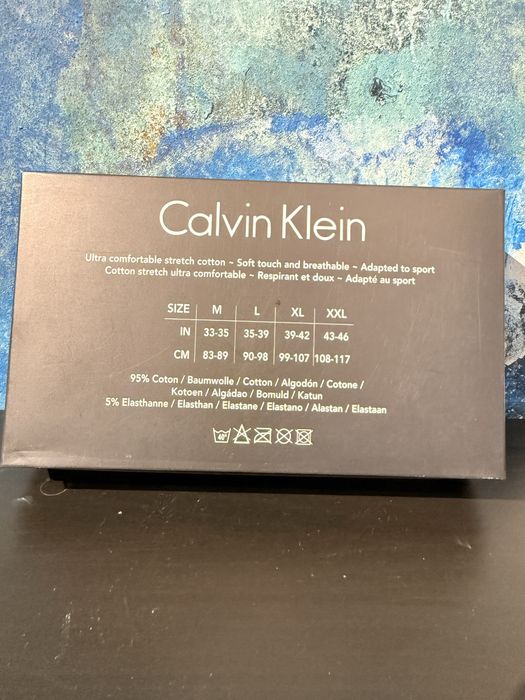 Calvin Klein
Ultra comfortable stretch cotton ~ Soft touch and breathable ~ Adapted to sport
Cotton stretch ultra comfortable ~ Respirant et doux ~ Adapté au sport
SIZE M L XL XXL
IN 33-35 35-39 39-42 43-46
CM 83-89 90-98 99-107 108-117
95% Coton / Baumwolle / Cotton / Algodón / Cotone /
Kotoen / Algádao / Bomuld / Katun
5% Elasthanne / Elasthan / Elastane / Elastano / Alastan / Elastaan
40°